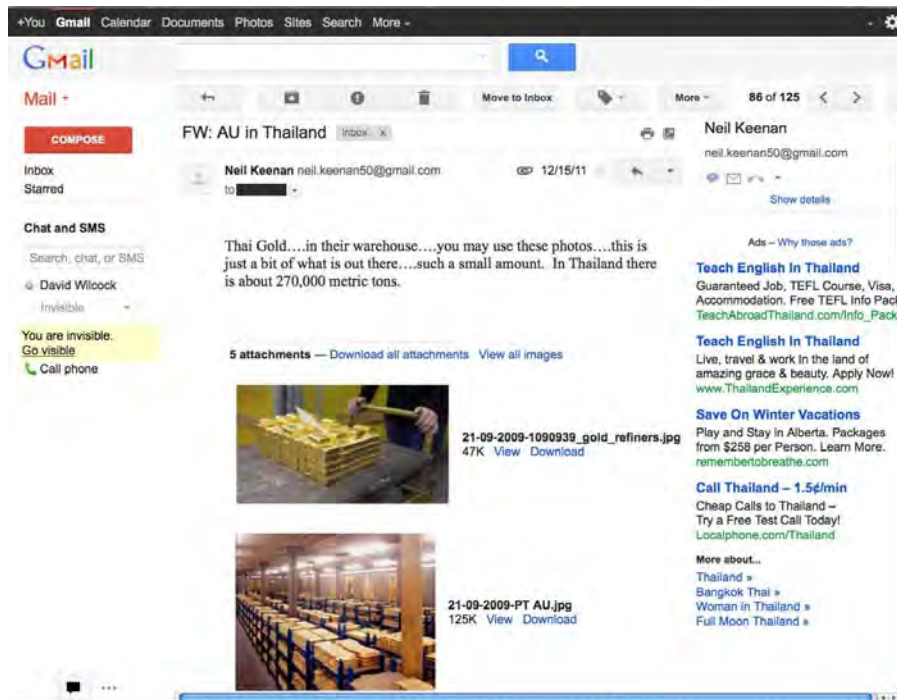 +You Gmail Calendar Documents Photos Sites Search More
GMail
Mail
Move to Inbox
More
86 of 125
COMPOSE
Inbox
Starred
Chat and SMS
Search, chat, or SMS
David Wilcock
Invisible
You are invisible.
Go visible
Call phone
FW: AU in Thailand Inbox x
Neil Keenan neil.keenan50@gmail.com 12/15/11
to
Thai Gold....in their warehouse....you may use these photos....this is
just a bit of what is out there....such a small amount. In Thailand there
is about 270,000 metric tons.
5 attachments — Download all attachments View all images
21-09-2009-1090939_gold_refiners.jpg
47K View Download
21-09-2009-PT AU.jpg
125K View Download
Neil Keenan
neil.keenan50@gmail.com
Show details
Ads – Why these ads?
Teach English In Thailand
Guaranteed Job, TEFL Course, Visa,
Accommodation. Free TEFL Info Pack
TeachAbroadThailand.com/Info_Pack
Teach English In Thailand
Live, travel & work In the land of
amazing grace & beauty. Apply Now!
www.ThailandExperience.com
Save On Winter Vacations
Play and Stay in Alberta. Packages
from $258 per Person. Learn More.
remembertobreathe.com
Call Thailand – 1.5¢/min
Cheap Calls to Thailand –
Try a Free Test Call Today!
Localphone.com/Thailand
More about...
Thailand »
Bangkok Thai »
Woman in Thailand »
Full Moon Thailand »